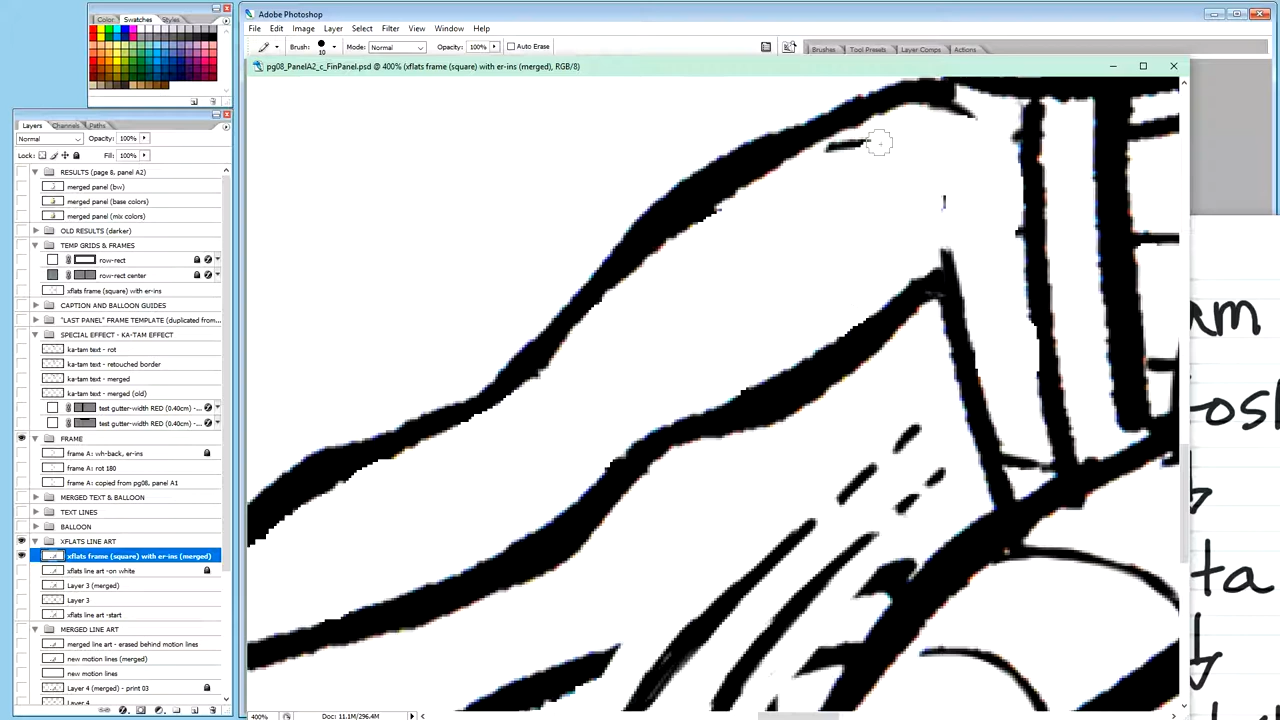 Color
Swatches
Styles
Adobe Photoshop
File Edit Image Layer Select Filter View Window Help
Brush: 10 Mode: Normal Opacity: 100% Auto Erase
Brushes Tool Presets Layer Comps Actions
pg08_PanelA2_c_FinPanel.psd @ 400% (xflats frame (square) with er-ins (merged), RGB/8)
Layers Channels Paths
Normal Opacity: 100%
Lock: Fill: 100%
RESULTS (page 8, panel A2)
merged panel (bw)
merged panel (base colors)
merged panel (mix colors)
OLD RESULTS (darker)
TEMP GRIDS & FRAMES
row-rect
row-rect center
xflats frame (square) with er-ins
CAPTION AND BALLOON GUIDES
"LAST PANEL" FRAME TEMPLATE (duplicated from...
SPECIAL EFFECT - KA-TAM EFFECT
ka-tam text - rot
ka-tam text - retouched border
ka-tam text - merged
ka-tam text - merged (old)
test gutter-width RED (0.40cm) -...
test gutter-width RED (0.40cm) -...
FRAME
frame A: wh-back, er-ins
frame A: rot 180
frame A: copied from pg08, panel A1
MERGED TEXT & BALLOON
TEXT LINES
BALLOON
XFLATS LINE ART
xflats frame (square) with er-ins (merged)
xflats line art -on white
Layer 3 (merged)
Layer 3
xflats line art -start
MERGED LINE ART
merged line art - erased behind motion lines
new motion lines (merged)
new motion lines
Layer 4 (merged) - print 03
Layer 4
400% Doc: 11.1M/296.4M
ta